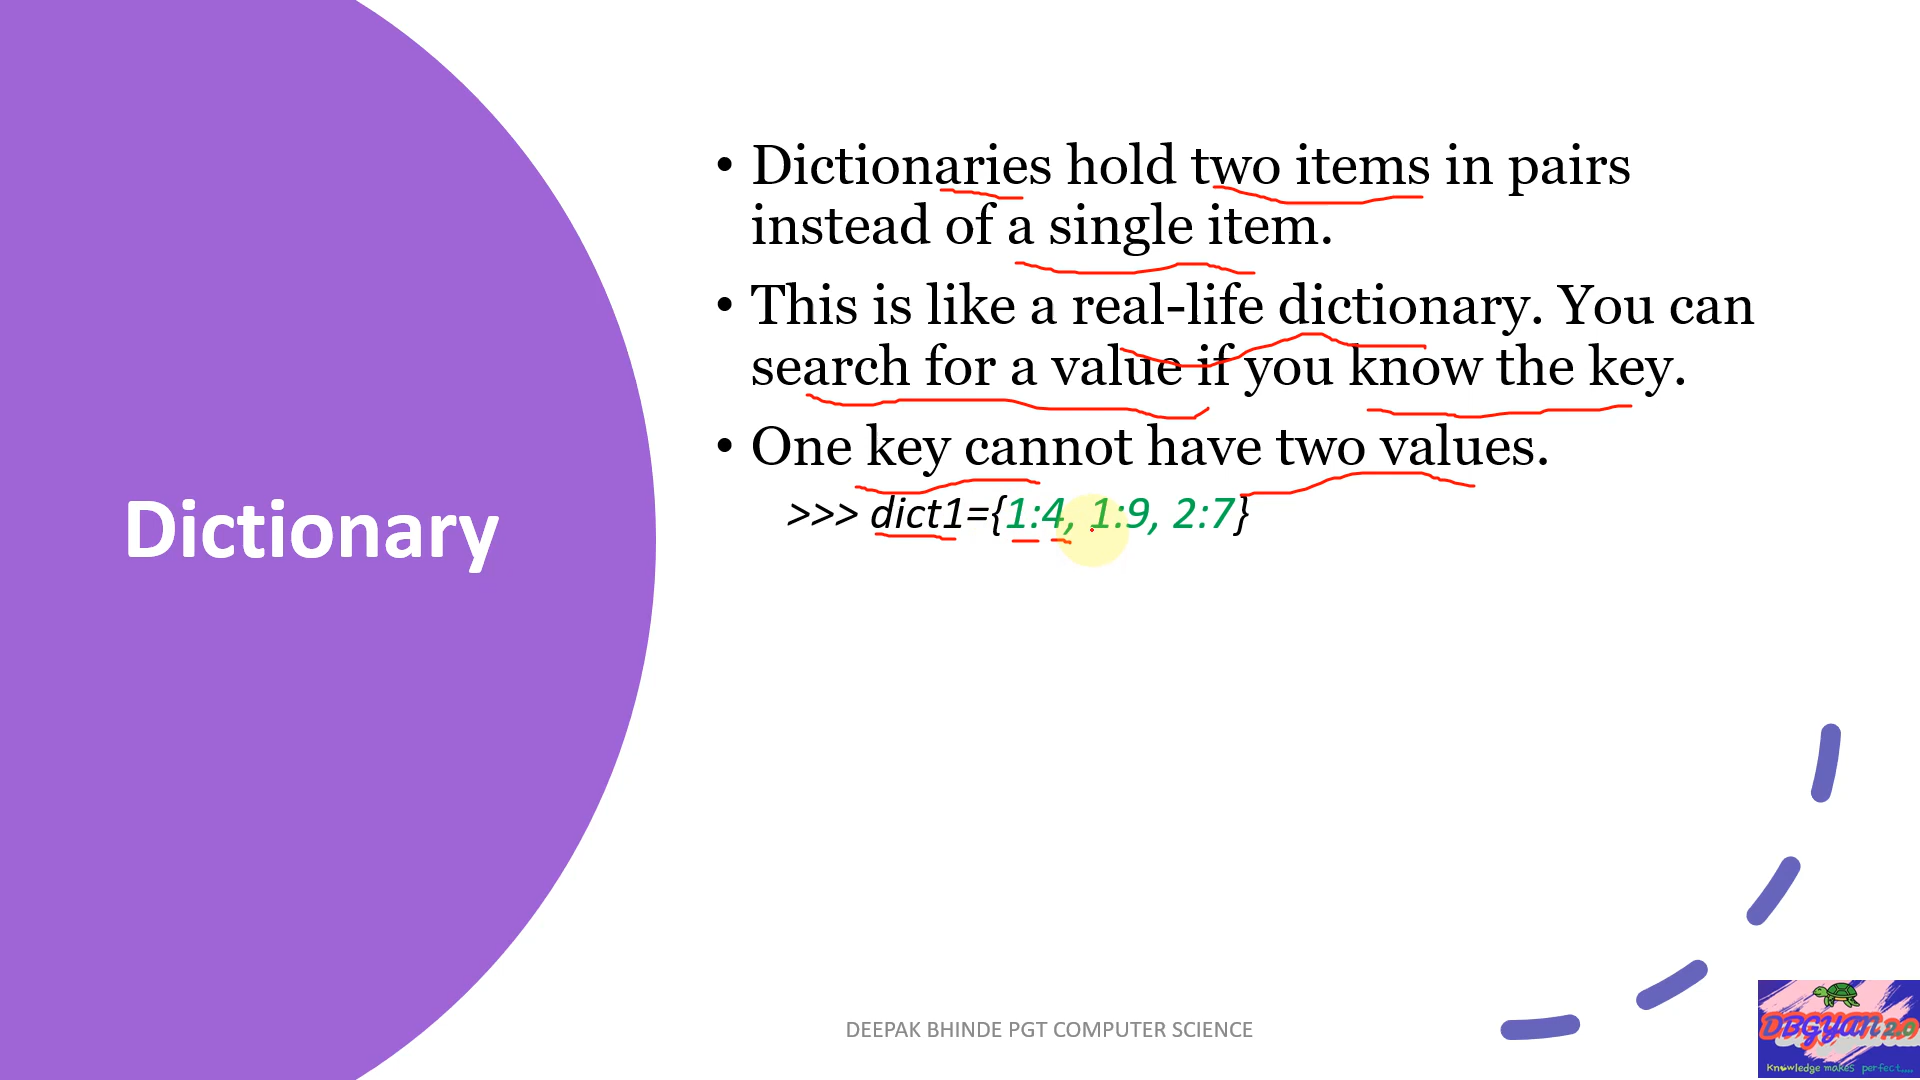 Dictionary
• Dictionaries hold two items in pairs
instead of a single item.
• This is like a real-life dictionary. You can
search for a value if you know the key.
• One key cannot have two values.
>>> dict1={1:4, 1:9, 2:7}
DEEPAK BHINDE PGT COMPUTER SCIENCE
DBGYAN 2.0
Knowledge makes perfect....